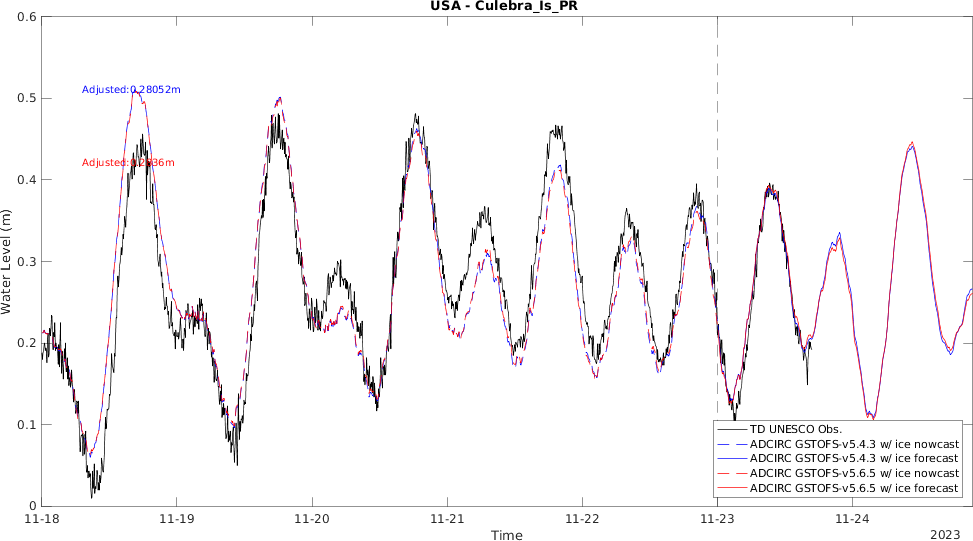 USA - Culebra_Is_PR
0.6
0.5
0.4
0.3
0.2
0.1
0
Water Level (m)
Adjusted:0.28052m
11-18
11-19
11-20
11-21
11-22
11-23
11-24
Time
2023
TD UNESCO Obs.
ADCIRC GSTOFS-v5.4.3 w/ ice nowcast
ADCIRC GSTOFS-v5.4.3 w/ ice forecast
ADCIRC GSTOFS-v5.6.5 w/ ice nowcast
ADCIRC GSTOFS-v5.6.5 w/ ice forecast